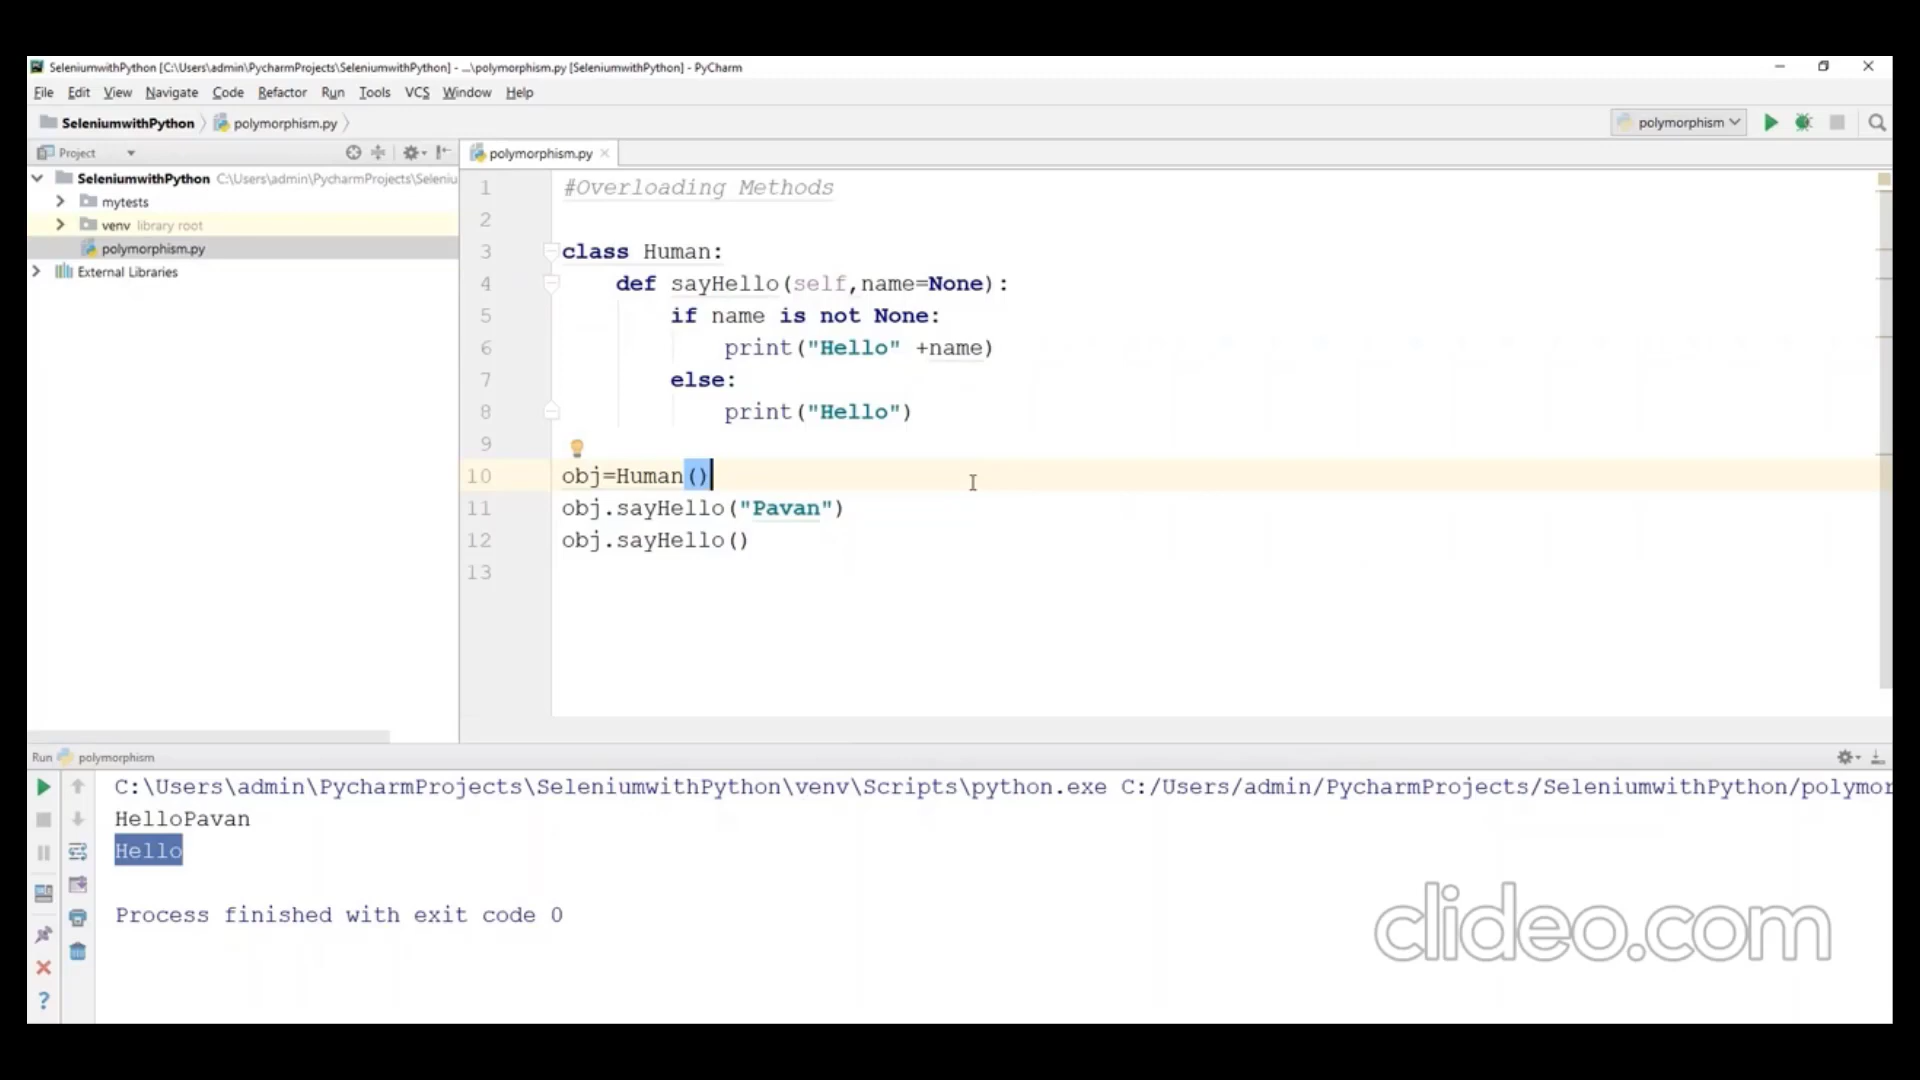 SeleniumwithPython [C:\Users\admin\PycharmProjects\SeleniumwithPython] - ...\polymorphism.py [SeleniumwithPython] - PyCharm
File Edit View Navigate Code Refactor Run Tools VCS Window Help
SeleniumwithPython polymorphism.py polymorphism
Project polymorphism.py
SeleniumwithPython C:\Users\admin\PycharmProjects\Seleniu
mytests
venv library root
polymorphism.py
External Libraries
1 #Overloading Methods
2
3 class Human:
4 def sayHello(self,name=None):
5 if name is not None:
6 print("Hello" +name)
7 else:
8 print("Hello")
9
10 obj=Human()
11 obj.sayHello("Pavan")
12 obj.sayHello()
13
Run polymorphism
C:\Users\admin\PycharmProjects\SeleniumwithPython\venv\Scripts\python.exe C:/Users/admin/PycharmProjects/SeleniumwithPython/polymor
HelloPavan
Hello
Process finished with exit code 0
clideo.com